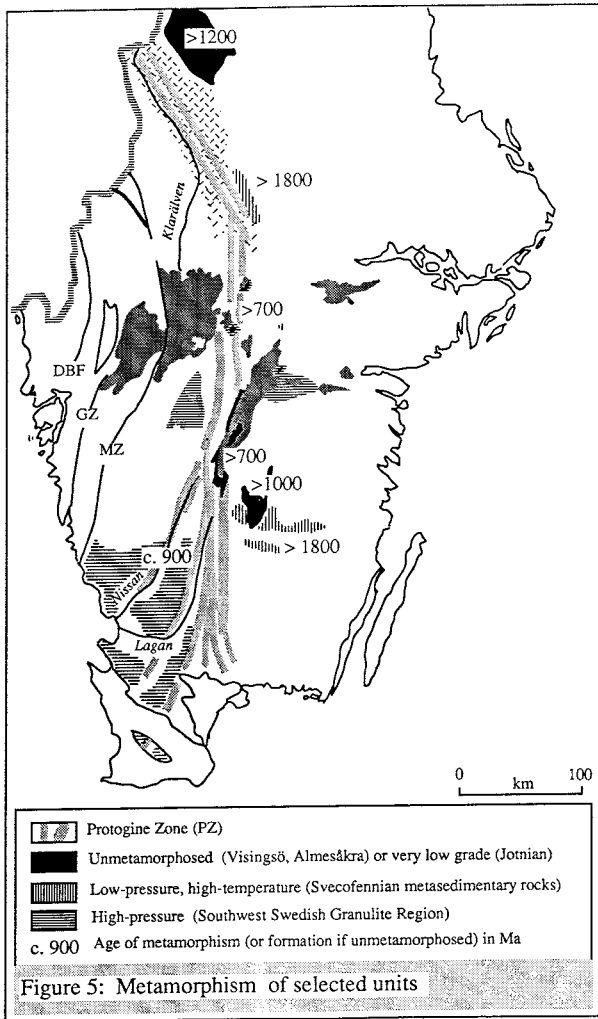 >1200
> 1800
Klarälven
>700
DBF
GZ
MZ
>700
>1000
c. 900
> 1800
Nissan
Lagan
0 100
km
Protogine Zone (PZ)
Unmetamorphosed (Visingsö, Almesåkra) or very low grade (Jotnian)
Low-pressure, high-temperature (Svecofennian metasedimentary rocks)
High-pressure (Southwest Swedish Granulite Region)
c. 900 Age of metamorphism (or formation if unmetamorphosed) in Ma
Figure 5: Metamorphism of selected units